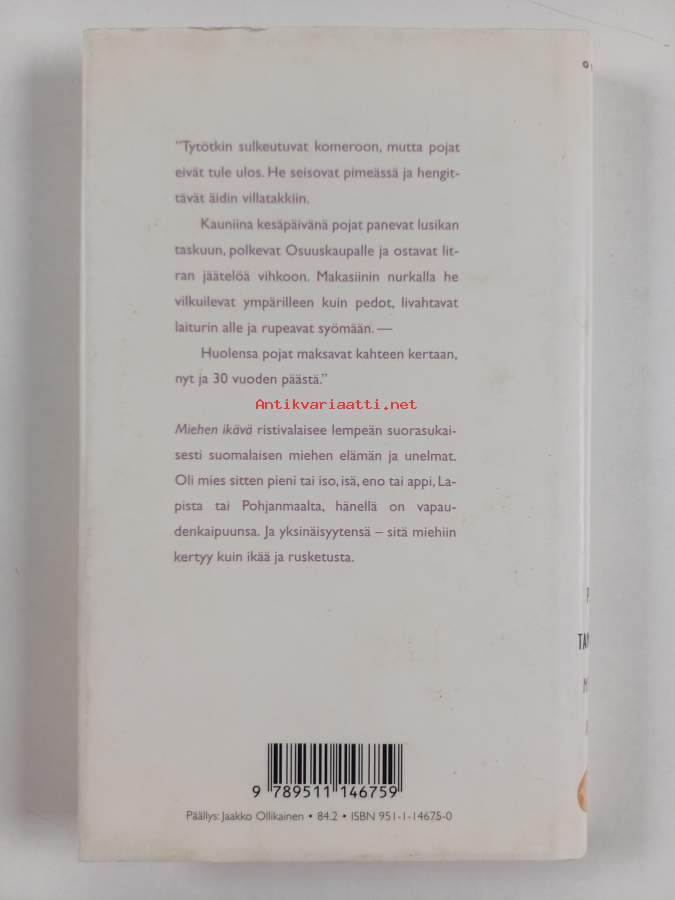 "Tytötkin sulkeutuvat komeroon, mutta pojat
eivät tule ulos. He seisovat pimeässä ja hengit-
tävät äidin villatakkiin.
Kauniina kesäpäivänä pojat panevat lusikan
taskuun, polkevat Osuuskaupalle ja ostavat lit-
ran jäätelöä vihkoon. Makasiinin nurkalla he
vilkuilevat ympärilleen kuin pedot, livahtavat
laiturin alle ja rupeavat syömään. —
Huolensa pojat maksavat kahteen kertaan,
nyt ja 30 vuoden päästä."
Antikvariaatti.net
Miehen ikävä ristivalaisee lempeän suorasukai-
sesti suomalaisen miehen elämän ja unelmat.
Oli mies sitten pieni tai iso, isä, eno tai appi, La-
pista tai Pohjanmaalta, hänellä on vapau-
denkaipuunsa. Ja yksinäisyytensä – sitä miehiin
kertyy kuin ikää ja rusketusta.
9 789511 146759
Päällys: Jaakko Ollikainen • 84.2 • ISBN 951-1-14675-0